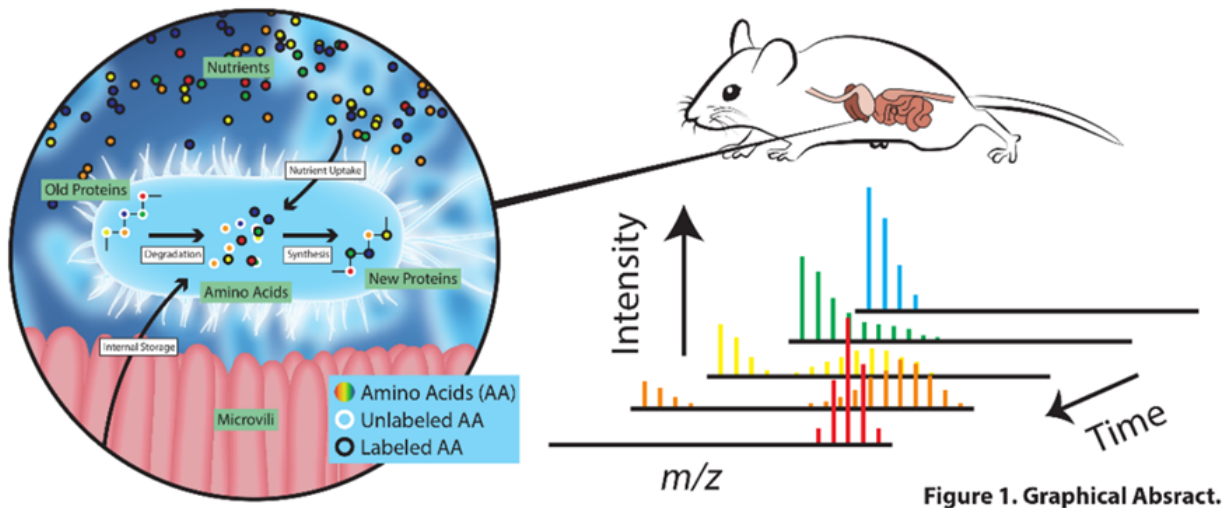 Nutrients
Nutrient Uptake
Old Proteins
Degradation
Synthesis
New Proteins
Amino Acids
Internal Storage
Microvili
Amino Acids (AA)
Unlabeled AA
Labeled AA
Intensity
Time
m/z
Figure 1. Graphical Absract.